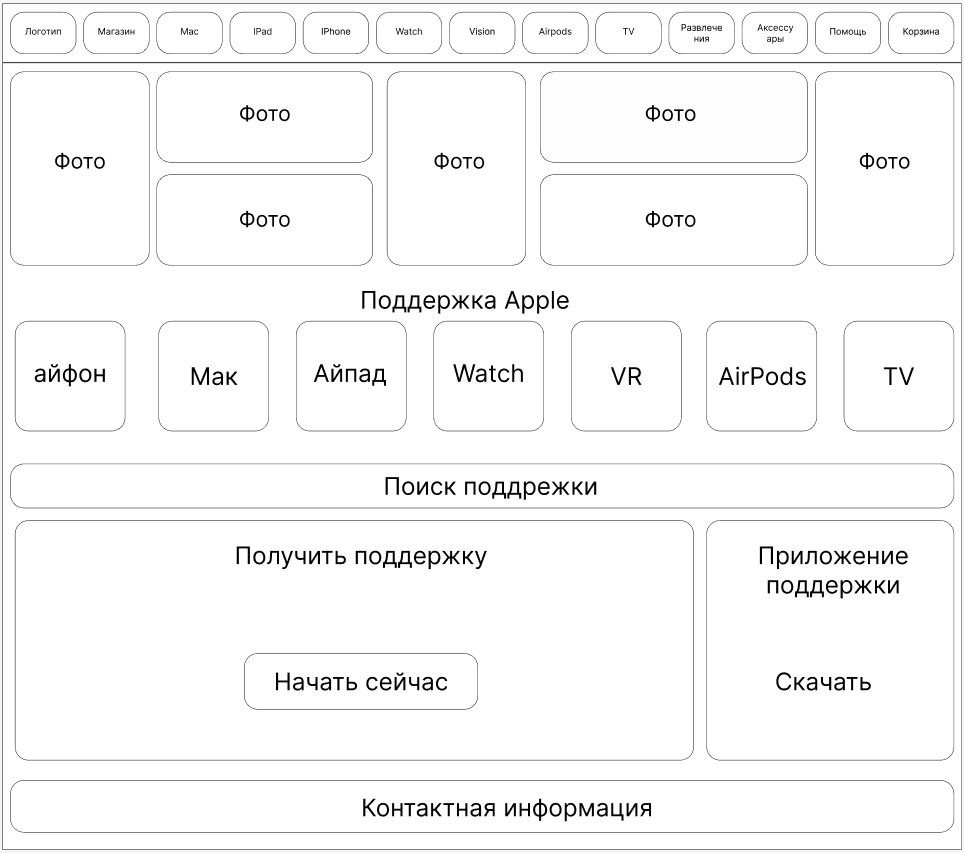 Логотип
Магазин
Mac
IPad
IPhone
Watch
Vision
Airpods
TV
Развлече
ния
Аксессу
ары
Помощь
Корзина
Фото
Фото
Фото
Фото
Фото
Фото
Фото
Поддержка Apple
айфон
Мак
Айпад
Watch
VR
AirPods
TV
Поиск поддрежки
Получить поддержку
Начать сейчас
Приложение
поддержки
Скачать
Контактная информация